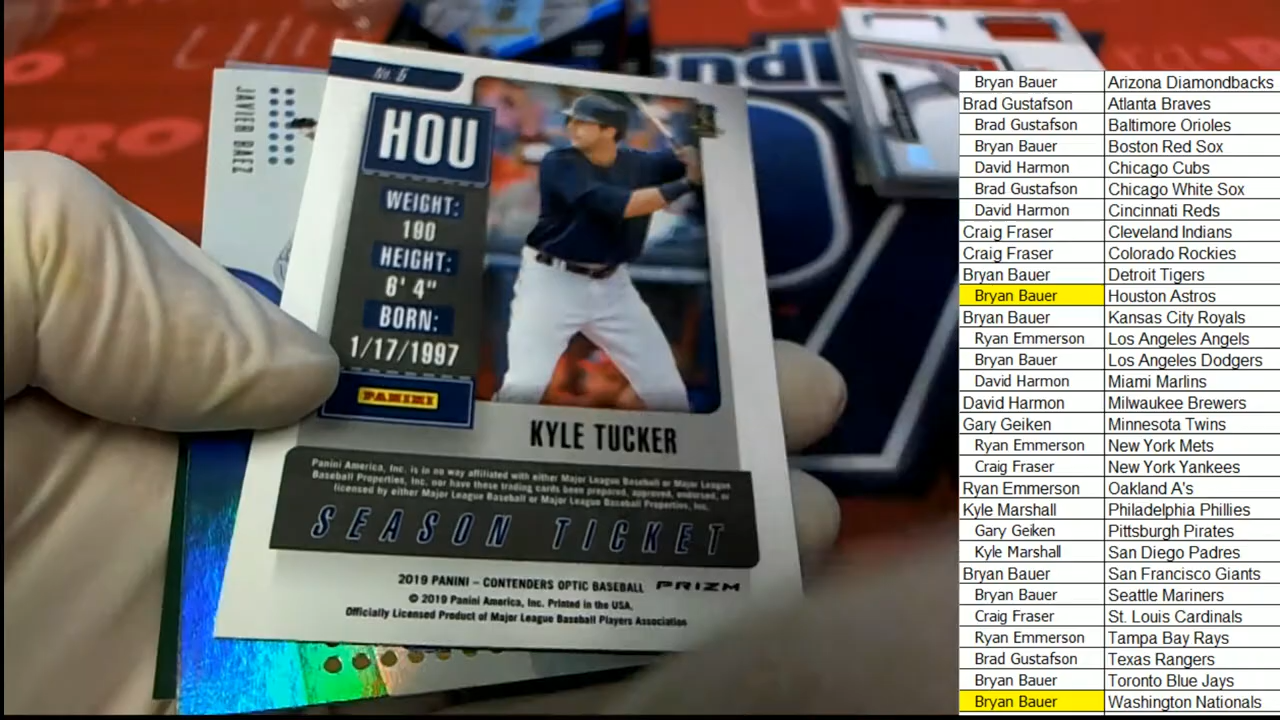 No. 6
HOU
WEIGHT:
190
HEIGHT:
6' 4"
BORN:
1/17/1997
PANINI
KYLE TUCKER
Panini America, Inc. is in no way affiliated with either Major League Baseball or Major League
Baseball Properties, Inc. nor have these trading cards been prepared, approved, endorsed, or
licensed by either Major League Baseball or Major League Baseball Properties, Inc.
SEASON TICKET
2019 PANINI – CONTENDERS OPTIC BASEBALL PRIZM
© 2019 Panini America, Inc. Printed in the USA.
Officially Licensed Product of Major League Baseball Players Association
JAVIER BAEZ
Bryan Bauer Arizona Diamondbacks
Brad Gustafson Atlanta Braves
Brad Gustafson Baltimore Orioles
Bryan Bauer Boston Red Sox
David Harmon Chicago Cubs
Brad Gustafson Chicago White Sox
David Harmon Cincinnati Reds
Craig Fraser Cleveland Indians
Craig Fraser Colorado Rockies
Bryan Bauer Detroit Tigers
Bryan Bauer Houston Astros
Bryan Bauer Kansas City Royals
Ryan Emmerson Los Angeles Angels
Bryan Bauer Los Angeles Dodgers
David Harmon Miami Marlins
David Harmon Milwaukee Brewers
Gary Geiken Minnesota Twins
Ryan Emmerson New York Mets
Craig Fraser New York Yankees
Ryan Emmerson Oakland A's
Kyle Marshall Philadelphia Phillies
Gary Geiken Pittsburgh Pirates
Kyle Marshall San Diego Padres
Bryan Bauer San Francisco Giants
Bryan Bauer Seattle Mariners
Craig Fraser St. Louis Cardinals
Ryan Emmerson Tampa Bay Rays
Brad Gustafson Texas Rangers
Bryan Bauer Toronto Blue Jays
Bryan Bauer Washington Nationals